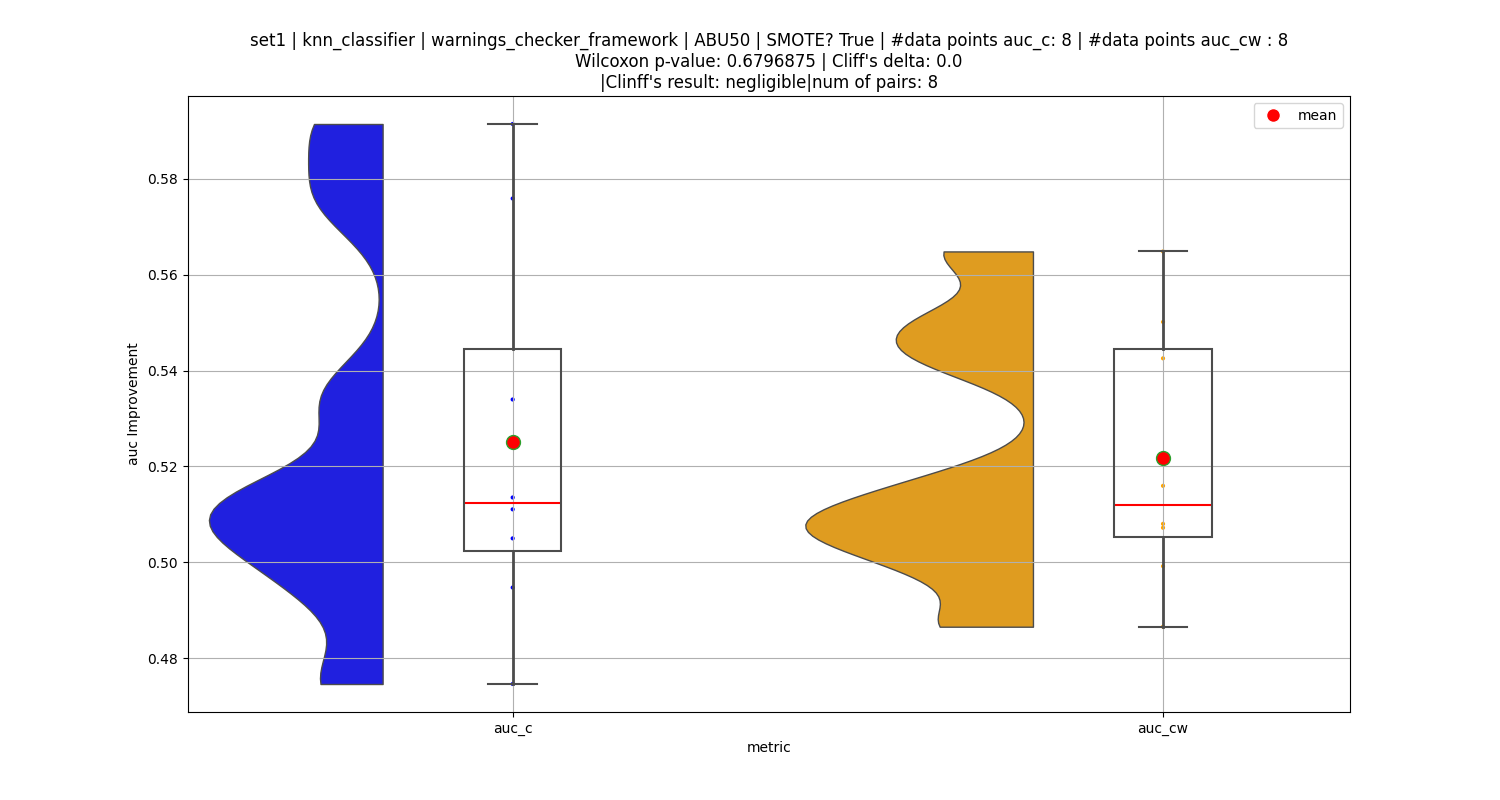 set1 | knn_classifier | warnings_checker_framework | ABU50 | SMOTE? True | #data points auc_c: 8 | #data points auc_cw : 8
Wilcoxon p-value: 0.6796875 | Cliff's delta: 0.0
|Clinff's result: negligible|num of pairs: 8
mean
0.58
0.56
0.54
0.52
0.50
0.48
auc Improvement
auc_c
auc_cw
metric